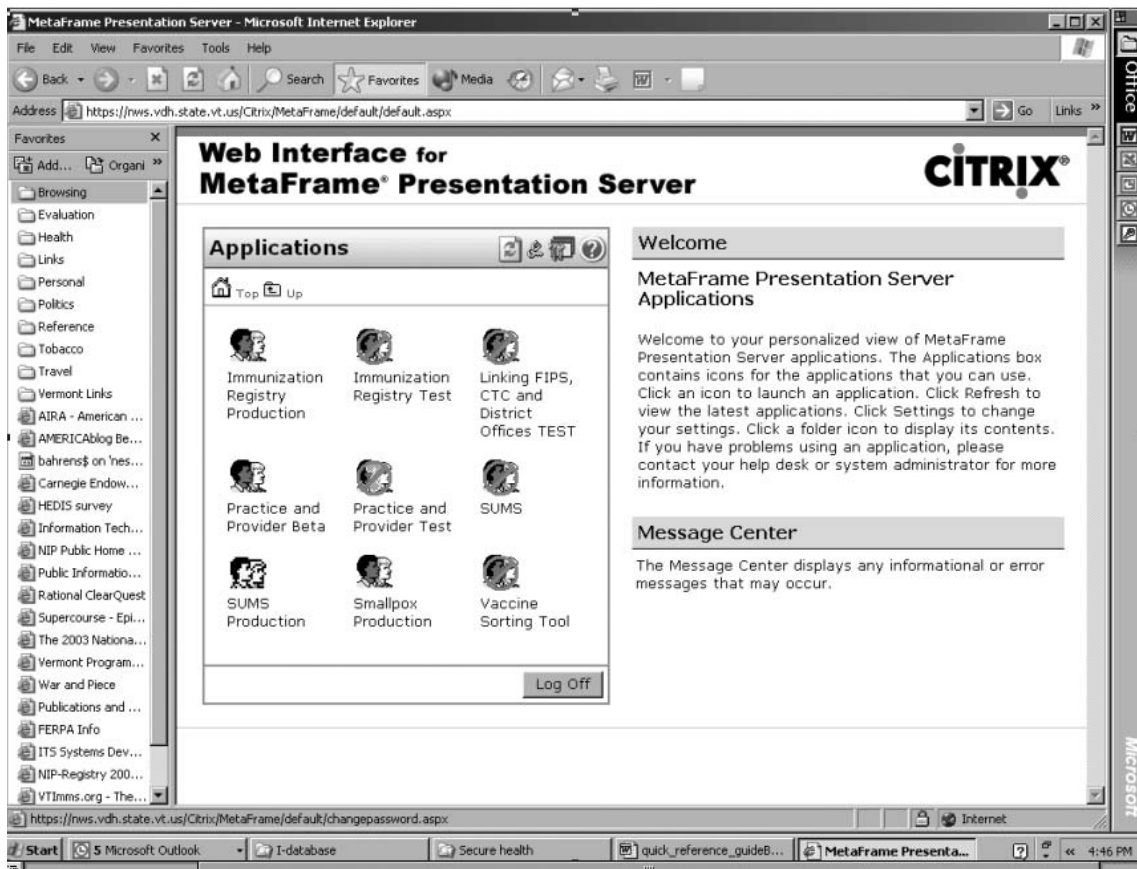 MetaFrame Presentation Server - Microsoft Internet Explorer
File Edit View Favorites Tools Help
Back Search Favorites Media
Address https://nws.vdh.state.vt.us/Citrix/MetaFrame/default/default.aspx Go Links »
Favorites x
Add... Organi »
Browsing
Evaluation
Health
Links
Personal
Politics
Reference
Tobacco
Travel
Vermont Links
AIRA - American ...
AMERICAblog Be...
bahrens$ on 'nes...
Carnegie Endow...
HEDIS survey
Information Tech...
NIP Public Home ...
Public Informatio...
Rational ClearQuest
Supercourse - Epi...
The 2003 Nationa...
Vermont Program...
War and Piece
Publications and ...
FERPA Info
ITS Systems Dev...
NIP-Registry 200...
VTImms.org - The...
Web Interface for
MetaFrame® Presentation Server
CITRIX®
Applications
Top Up
Immunization
Registry
Production
Immunization
Registry Test
Linking FIPS,
CTC and
District
Offices TEST
Practice and
Provider Beta
Practice and
Provider Test
SUMS
SUMS
Production
Smallpox
Production
Vaccine
Sorting Tool
Log Off
Welcome
MetaFrame Presentation Server
Applications
Welcome to your personalized view of MetaFrame
Presentation Server applications. The Applications box
contains icons for the applications that you can use.
Click an icon to launch an application. Click Refresh to
view the latest applications. Click Settings to change
your settings. Click a folder icon to display its contents.
If you have problems using an application, please
contact your help desk or system administrator for more
information.
Message Center
The Message Center displays any informational or error
messages that may occur.
Office
Microsoft
https://nws.vdh.state.vt.us/Citrix/MetaFrame/default/changepassword.aspx Internet
Start 5 Microsoft Outlook I-database Secure health quick_reference_guideB... MetaFrame Presenta... « 4:46 PM